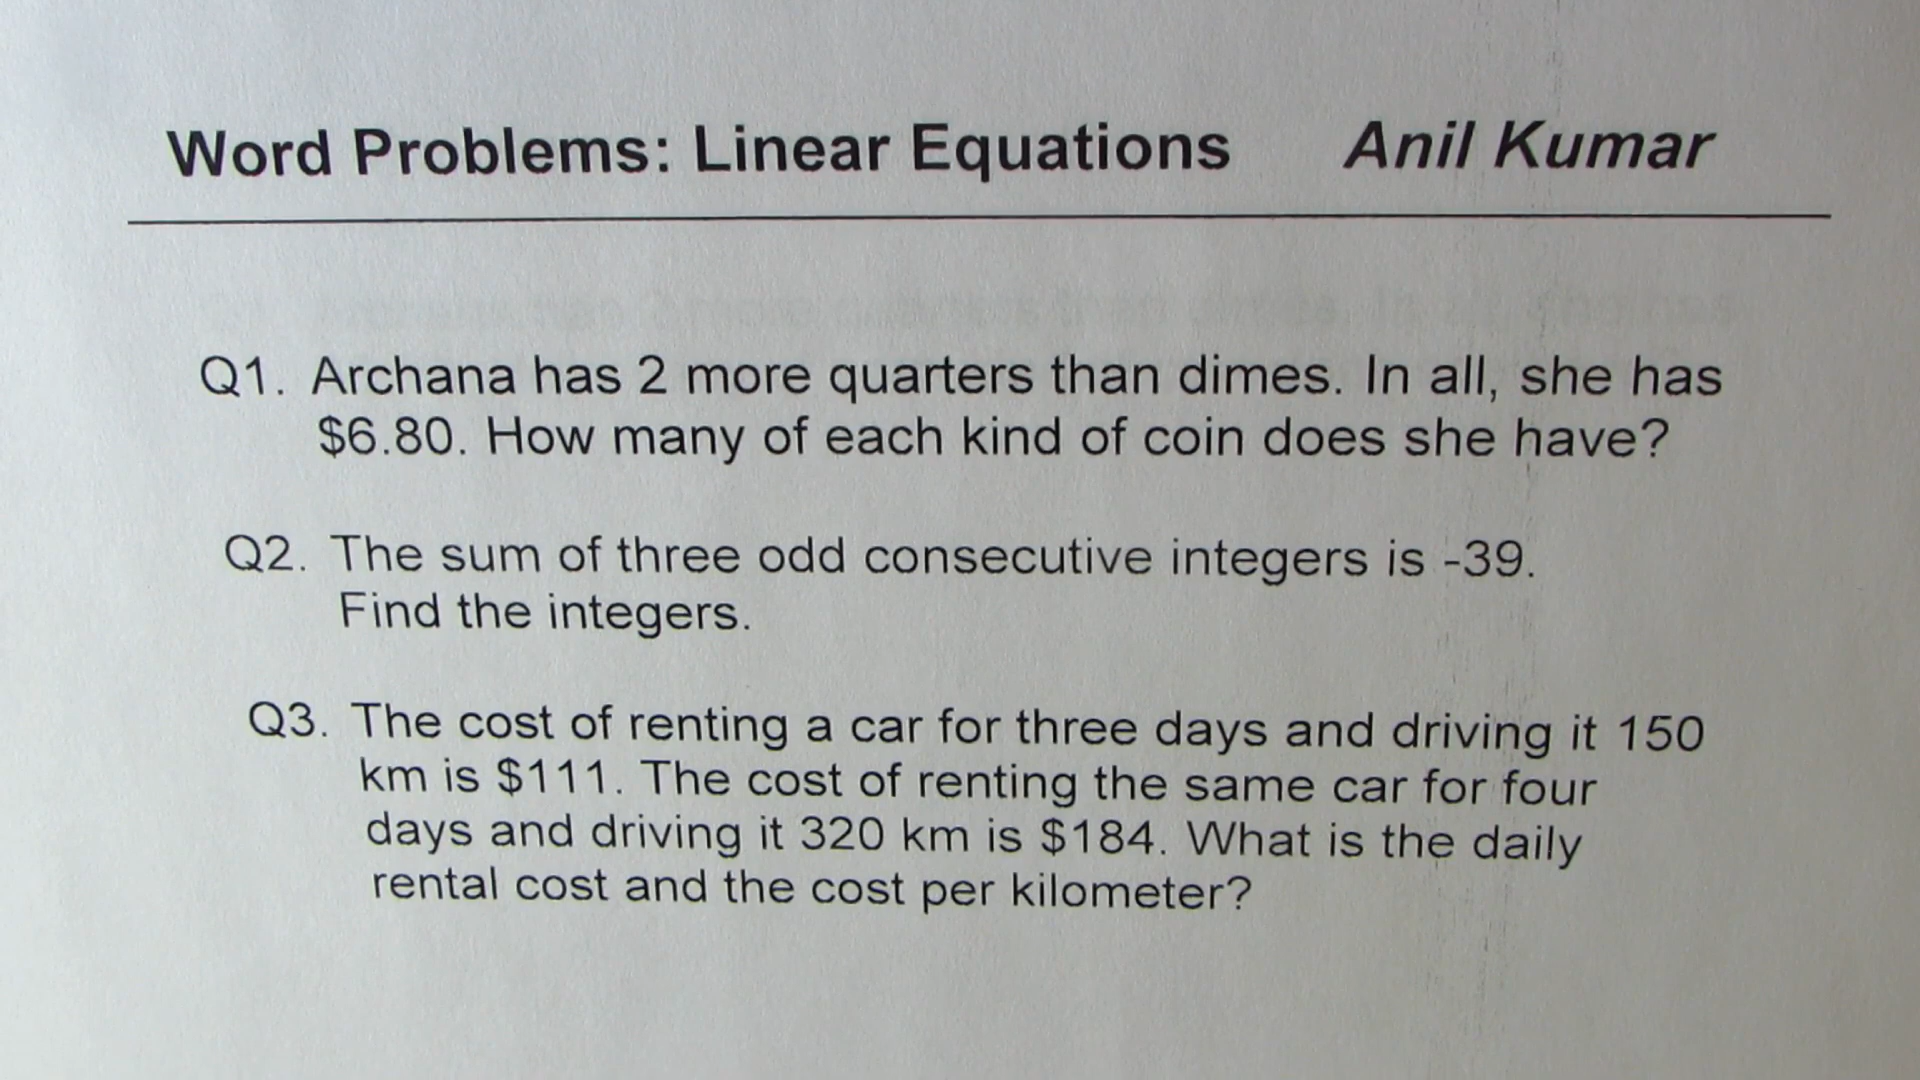 Word Problems: Linear Equations Anil Kumar
Q1. Archana has 2 more quarters than dimes. In all, she has
$6.80. How many of each kind of coin does she have?
Q2. The sum of three odd consecutive integers is -39.
Find the integers.
Q3. The cost of renting a car for three days and driving it 150
km is $111. The cost of renting the same car for four
days and driving it 320 km is $184. What is the daily
rental cost and the cost per kilometer?